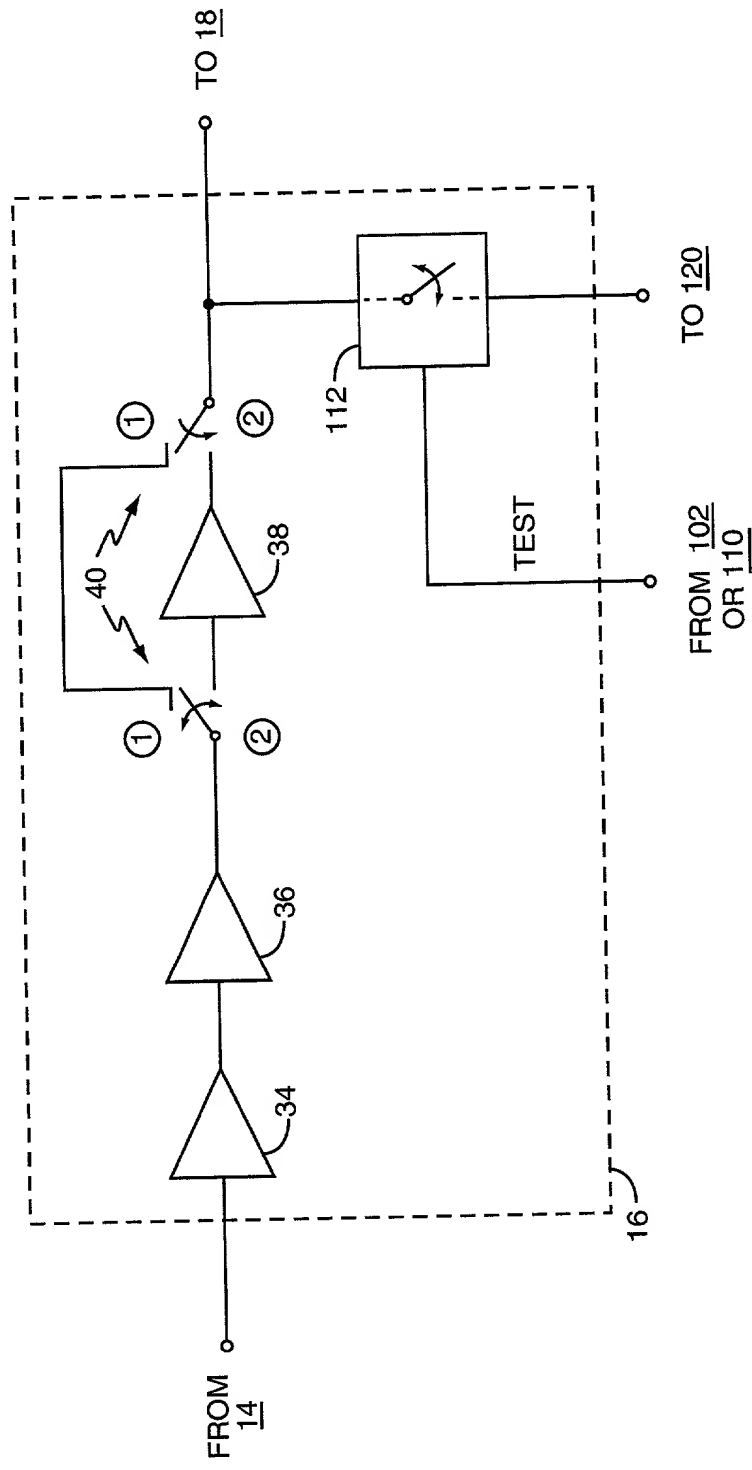 FROM
14
34
36
①
②
40
38
①
②
TO 18
112
TEST
FROM 102
OR 110
TO 120
16